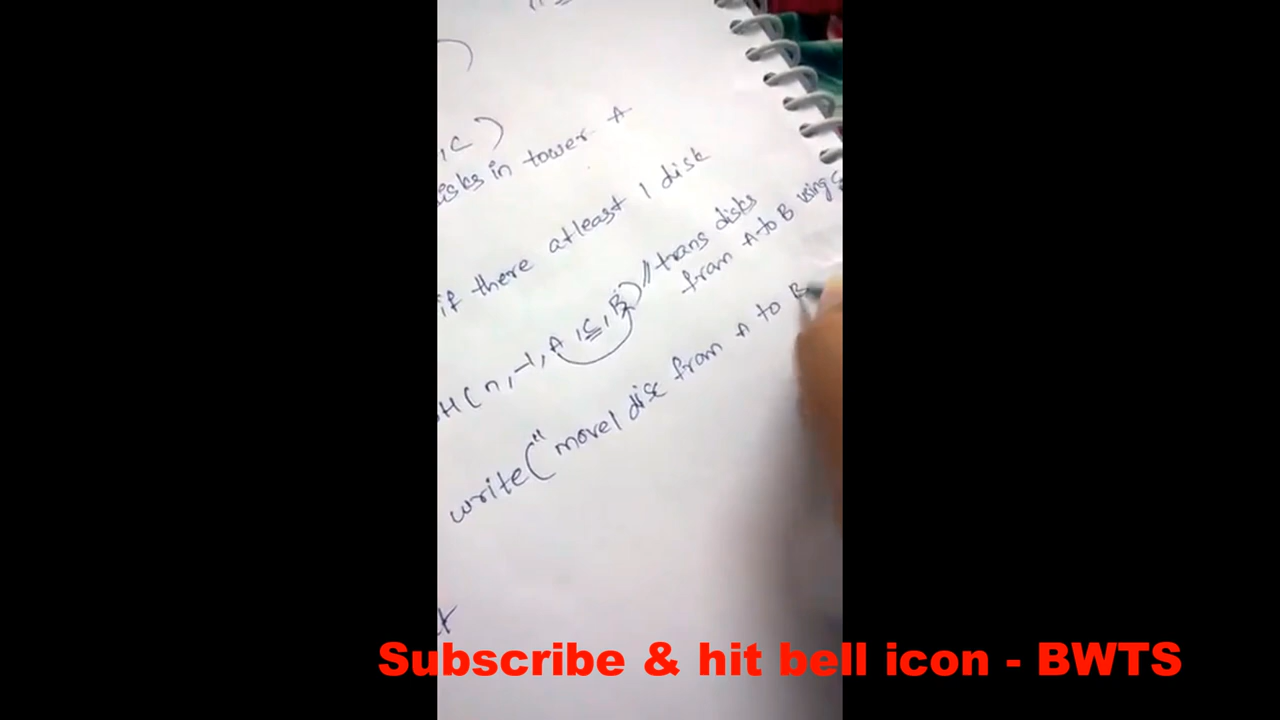 ,C)
isks in tower A
if there atleast 1 disk
H(n,-1, A ,C, B) // trans disks
from A to B using
write(" move1 disc from A to B
Subscribe & hit bell icon - BWTS